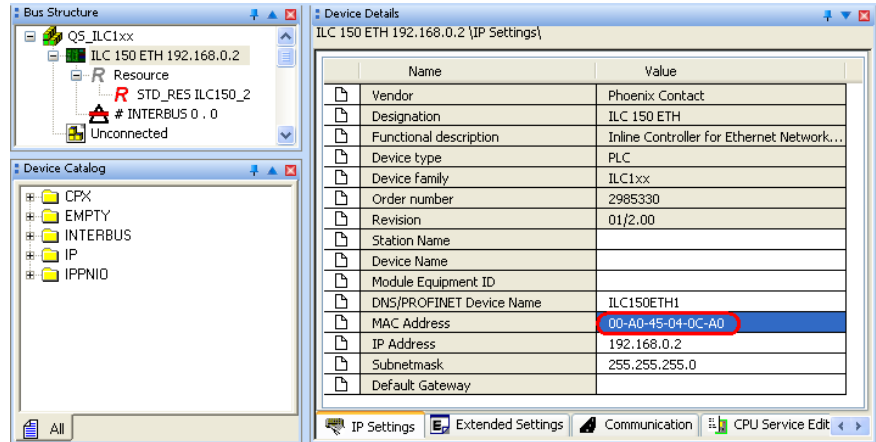 Bus Structure
QS_ILC1xx
ILC 150 ETH 192.168.0.2
R Resource
R STD_RES ILC150_2
# INTERBUS 0 . 0
Unconnected
Device Catalog
CPX
EMPTY
INTERBUS
IP
IPPNIO
All
Device Details
ILC 150 ETH 192.168.0.2 \IP Settings\
Name Value
Vendor Phoenix Contact
Designation ILC 150 ETH
Functional description Inline Controller for Ethernet Network...
Device type PLC
Device family ILC1xx
Order number 2985330
Revision 01/2.00
Station Name
Device Name
Module Equipment ID
DNS/PROFINET Device Name ILC150ETH1
MAC Address 00-A0-45-04-0C-A0
IP Address 192.168.0.2
Subnetmask 255.255.255.0
Default Gateway
IP Settings Extended Settings Communication CPU Service Edit